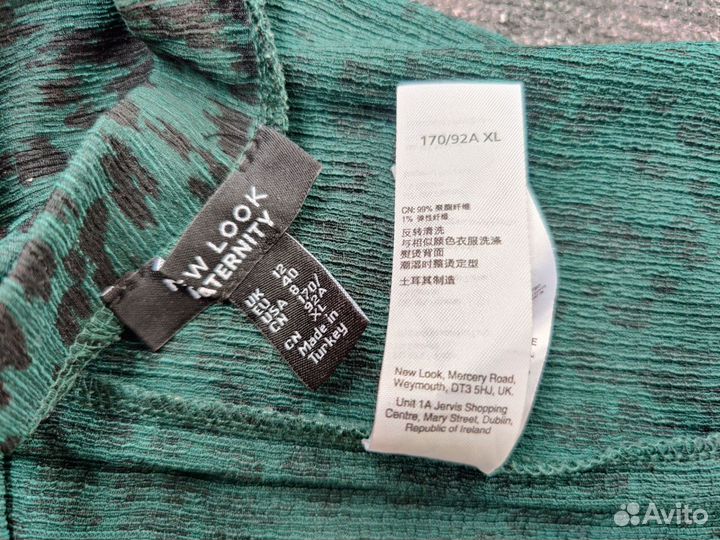 NEW LOOK
MATERNITY
UK 12
EU 40
USA 8
CN 170/
92A
CN XL
Made in
Turkey
170/92A XL
CN: 99% 聚酯纤维
1% 弹性纤维
反转清洗
与相似颜色衣服洗涤
熨烫背面
潮湿时整烫定型
土耳其制造
New Look, Mercery Road,
Weymouth, DT3 5HJ, UK.
Unit 1A Jervis Shopping
Centre, Mary Street, Dublin,
Republic of Ireland
Avito